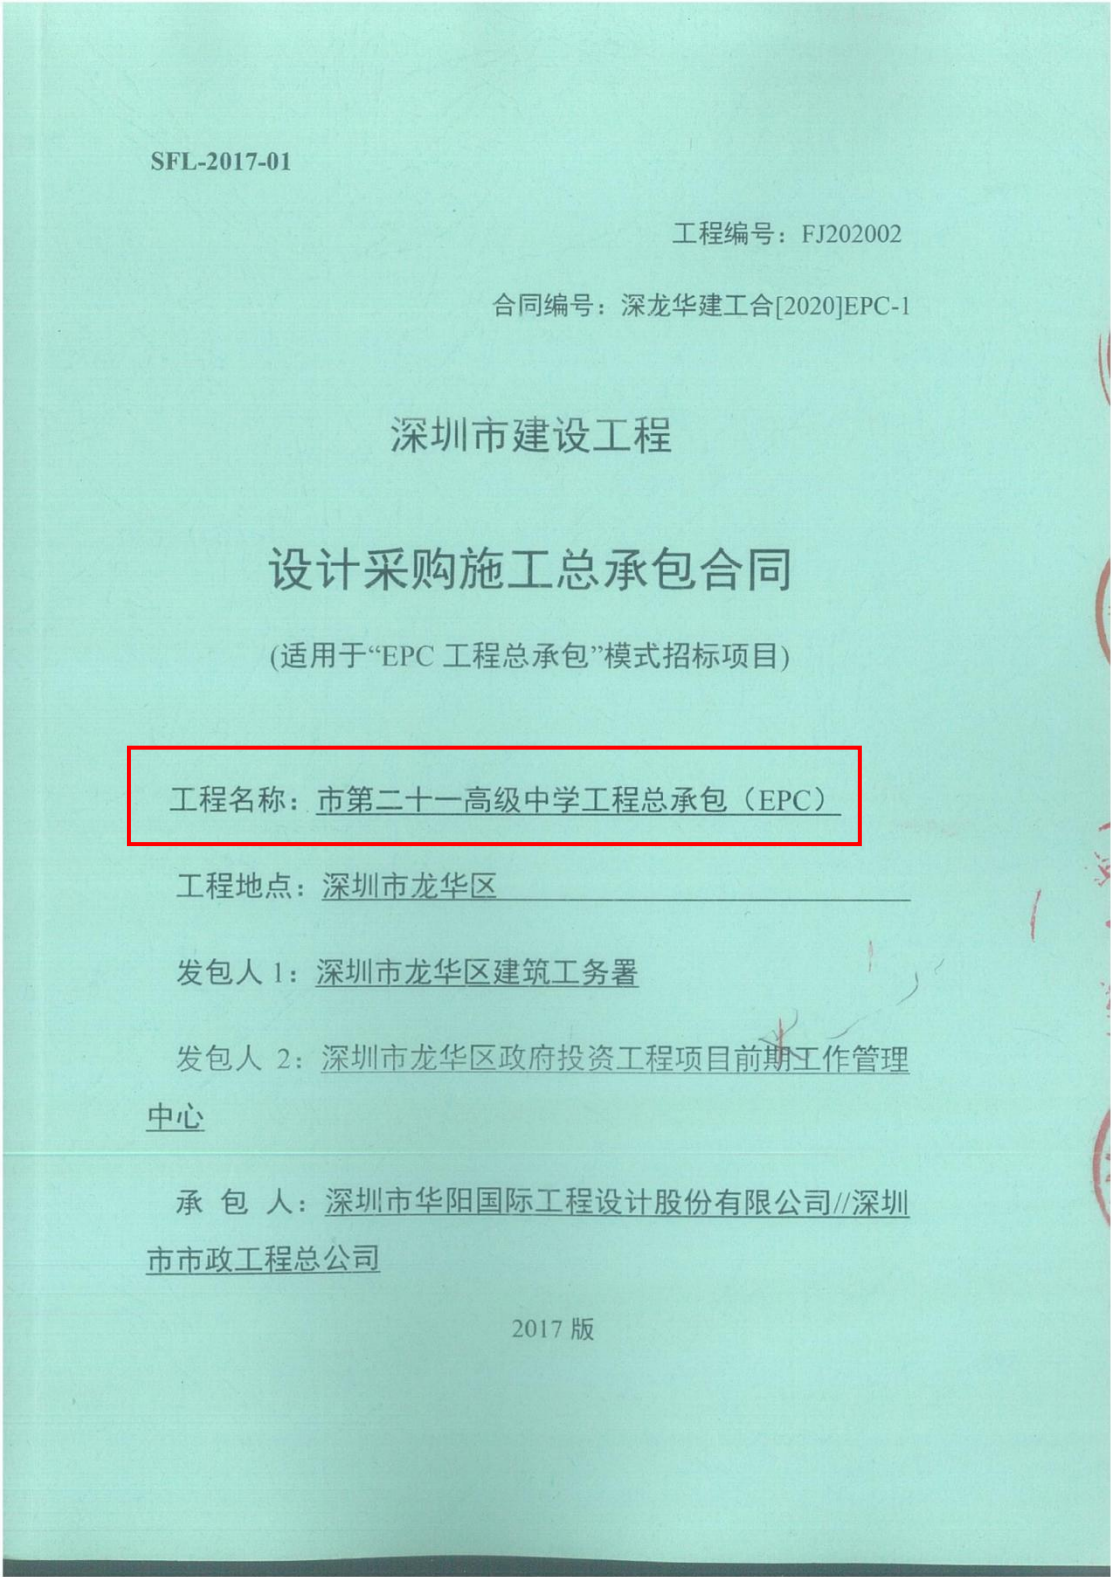 SFL-2017-01
工程编号：FJ202002
合同编号：深龙华建工合[2020]EPC-1
深圳市建设工程
设计采购施工总承包合同
(适用于“EPC 工程总承包”模式招标项目)
工程名称：市第二十一高级中学工程总承包（EPC）
工程地点：深圳市龙华区
发包人 1：深圳市龙华区建筑工务署
发包人 2：深圳市龙华区政府投资工程项目前期工作管理
中心
承 包 人：深圳市华阳国际工程设计股份有限公司//深圳
市市政工程总公司
2017 版